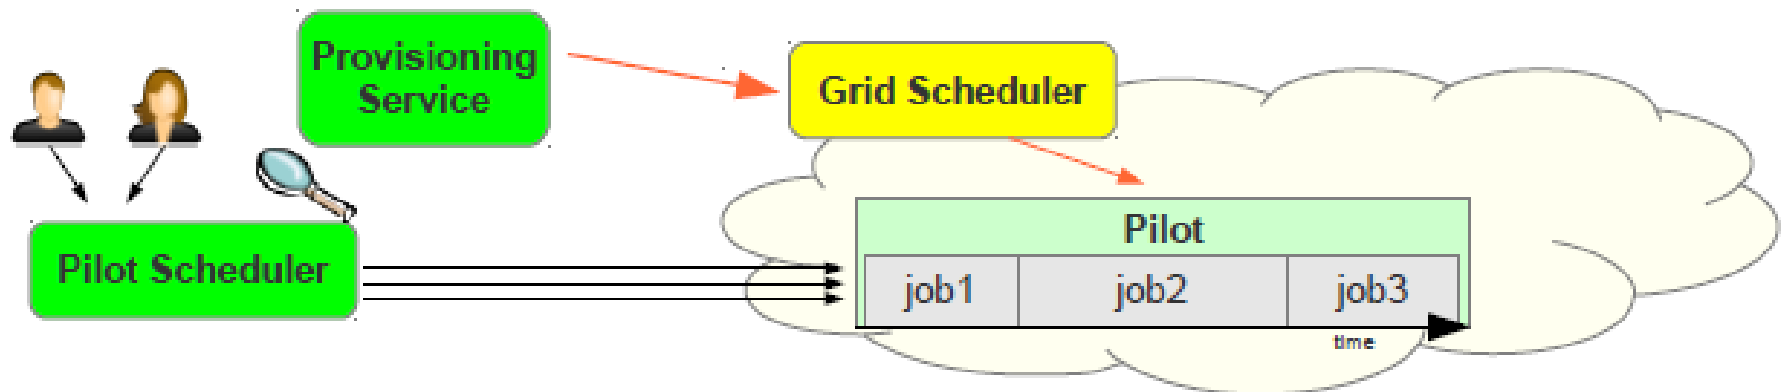 Provisioning
Service
Grid Scheduler
Pilot Scheduler
Pilot
job1
job2
job3
time